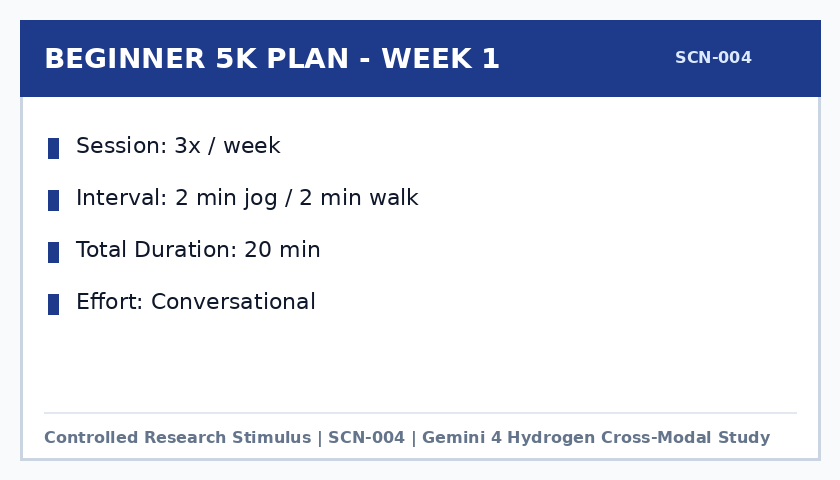 BEGINNER 5K PLAN - WEEK 1
SCN-004
Session: 3x / week
Interval: 2 min jog / 2 min walk
Total Duration: 20 min
Effort: Conversational
Controlled Research Stimulus | SCN-004 | Gemini 4 Hydrogen Cross-Modal Study